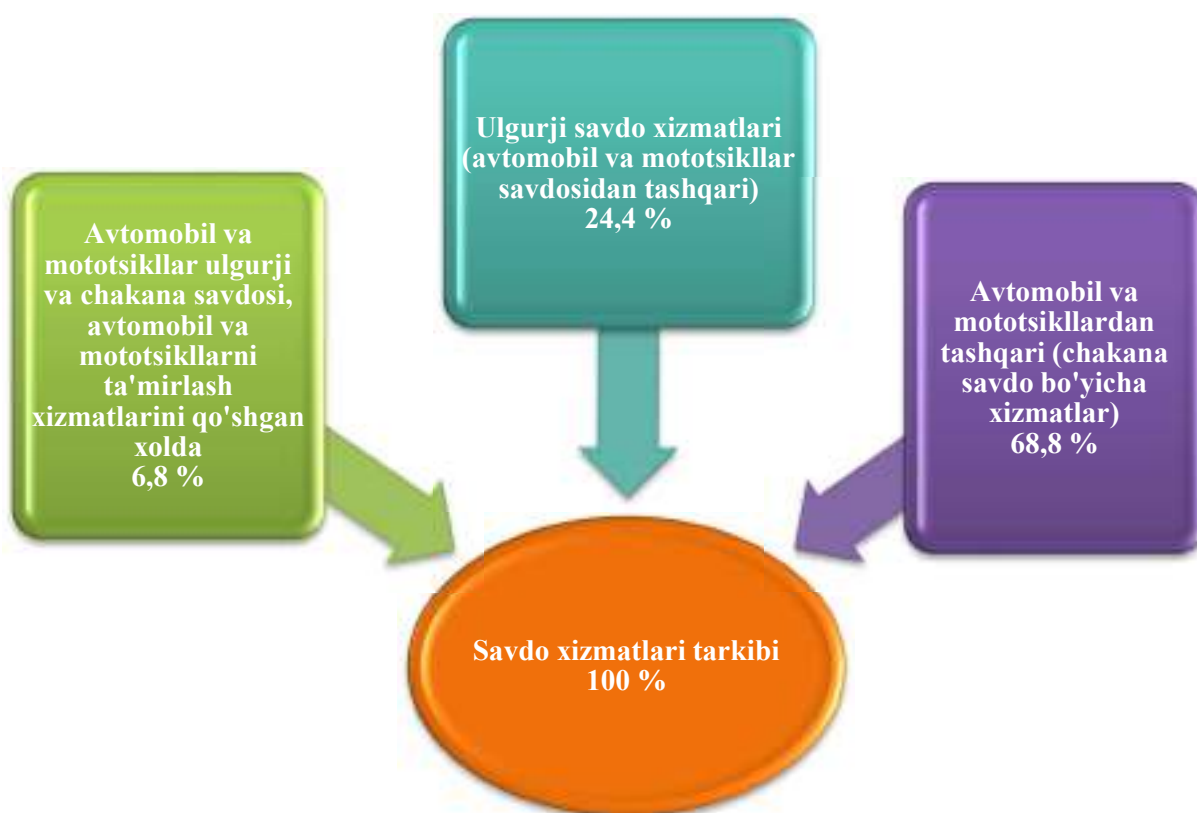 Avtomobil va
mototsikllar ulgurji
va chakana savdosi,
avtomobil va
mototsikllarni
ta'mirlash
xizmatlarini qo'shgan
xolda
6,8 %
Ulgurji savdo xizmatlari
(avtomobil va mototsikllar
savdosidan tashqari)
24,4 %
Avtomobil va
mototsikllardan
tashqari (chakana
savdo bo'yicha
xizmatlar)
68,8 %
Savdo xizmatlari tarkibi
100 %